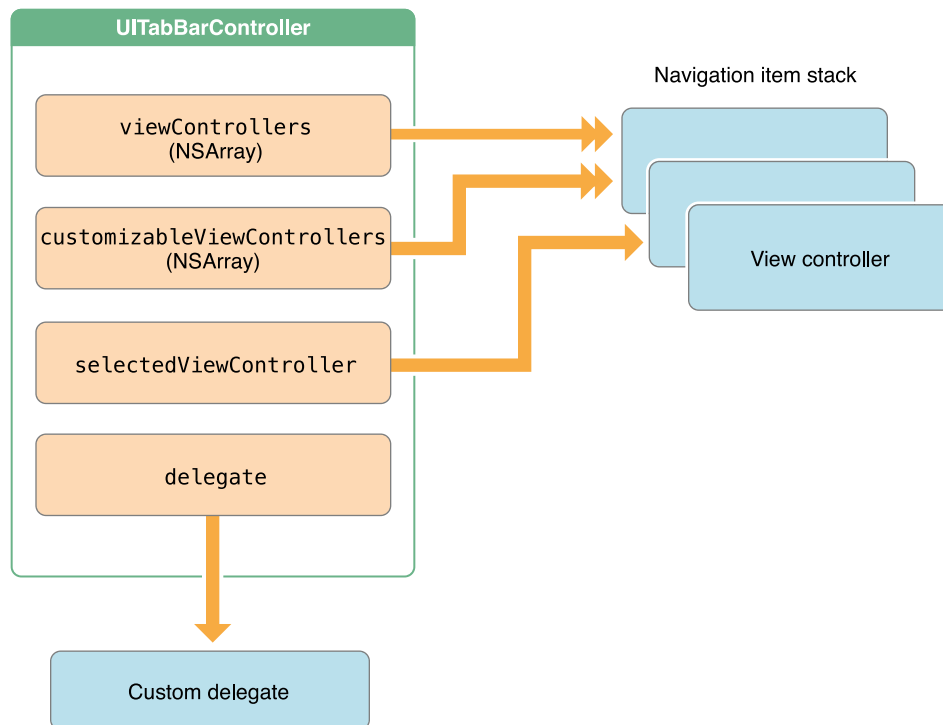 UITabBarController
viewControllers
(NSArray)
customizableViewControllers
(NSArray)
selectedViewController
delegate
Custom delegate
Navigation item stack
View controller